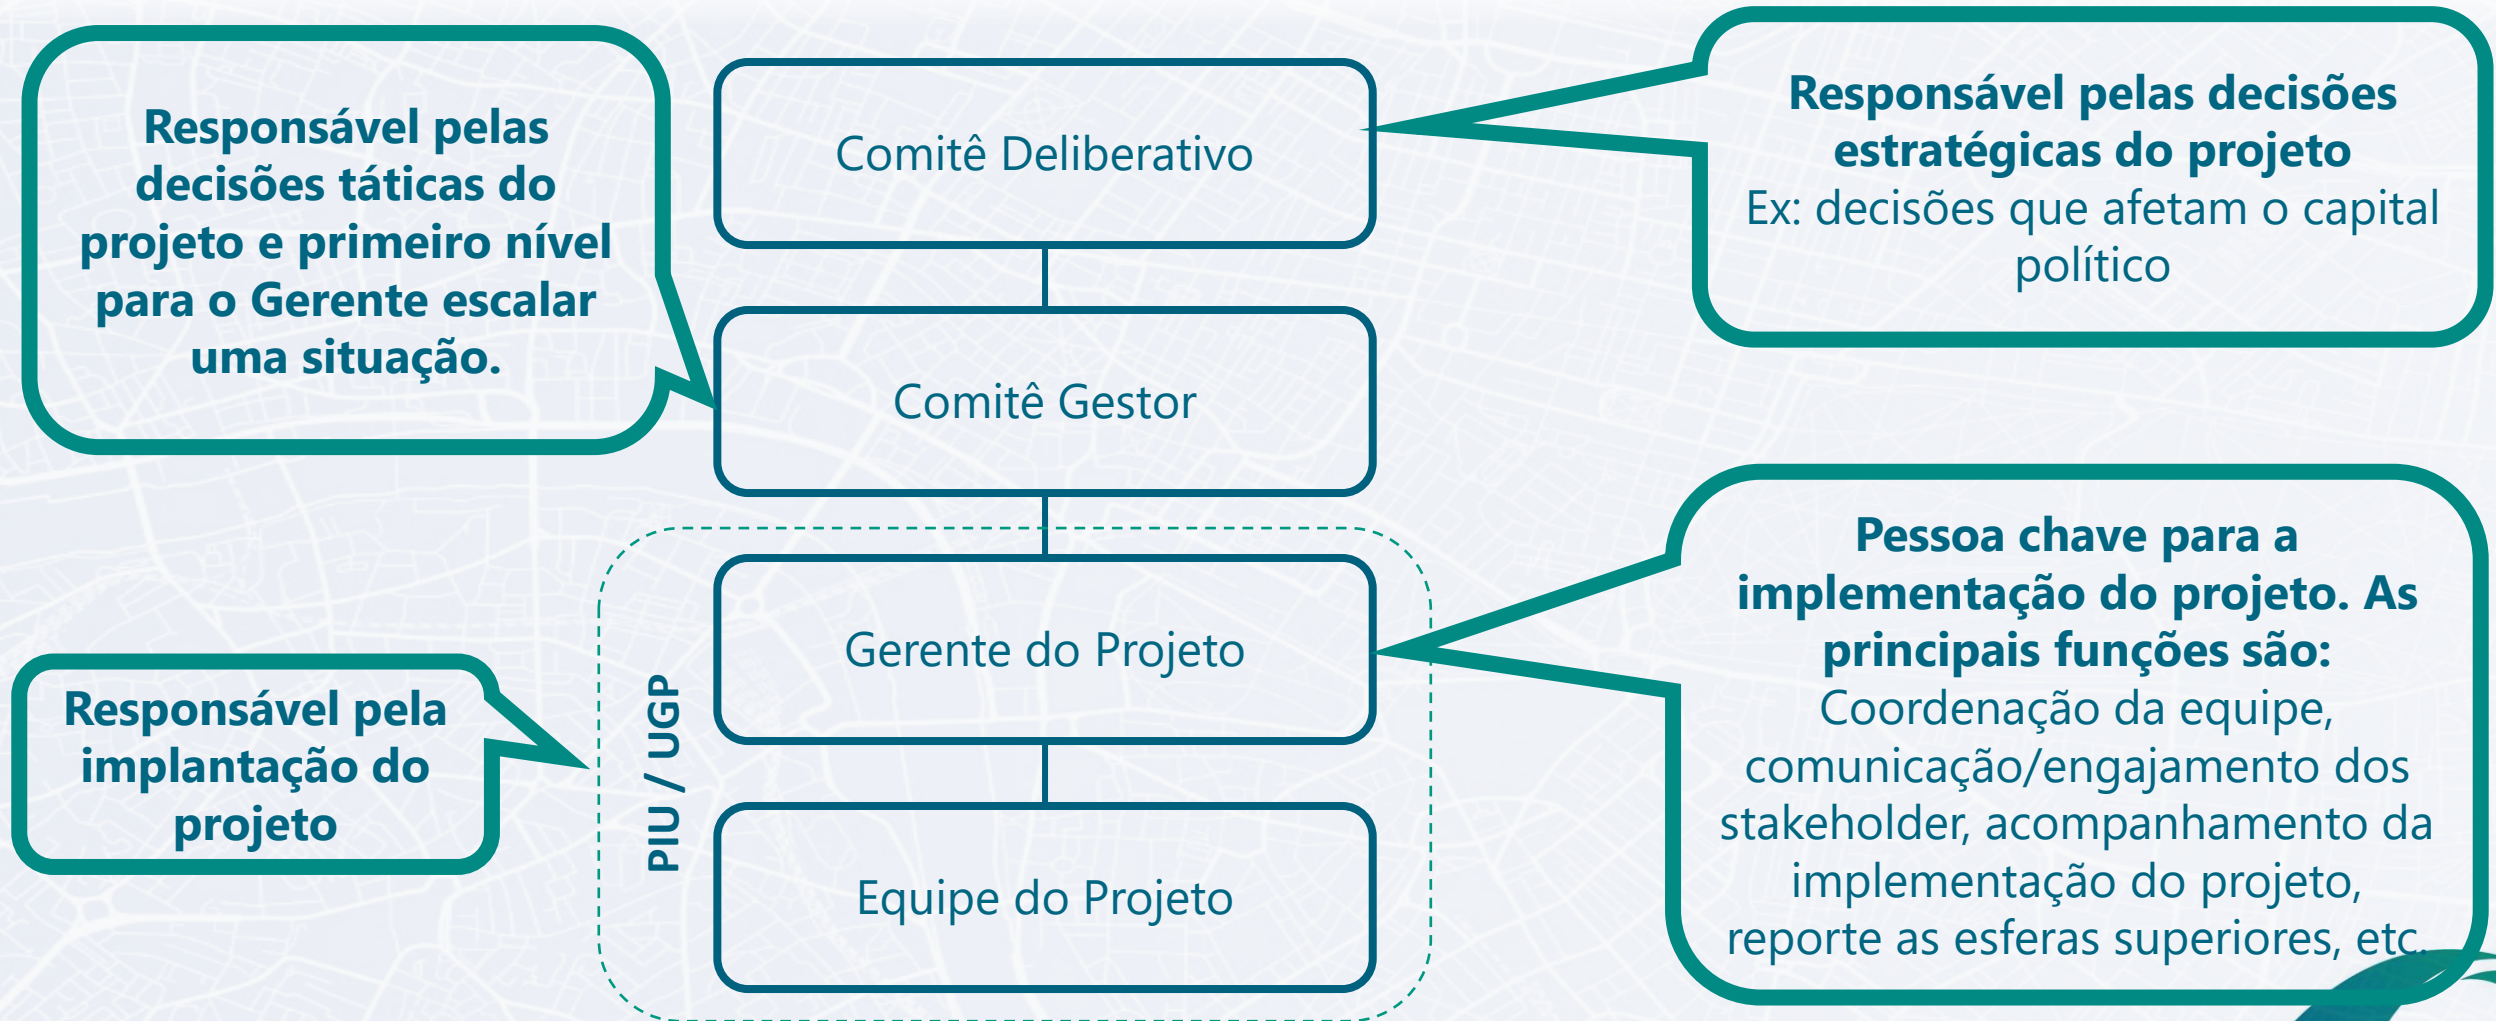 Responsável pelas
decisões táticas do
projeto e primeiro nível
para o Gerente escalar
uma situação.
Comitê Deliberativo
Responsável pelas decisões
estratégicas do projeto
Ex: decisões que afetam o capital
político
Comitê Gestor
Gerente do Projeto
Pessoa chave para a
implementação do projeto. As
principais funções são:
Coordenação da equipe,
comunicação/engajamento dos
stakeholder, acompanhamento da
implementação do projeto,
reporte as esferas superiores, etc.
Responsável pela
implantação do
projeto
PIU / UGP
Equipe do Projeto